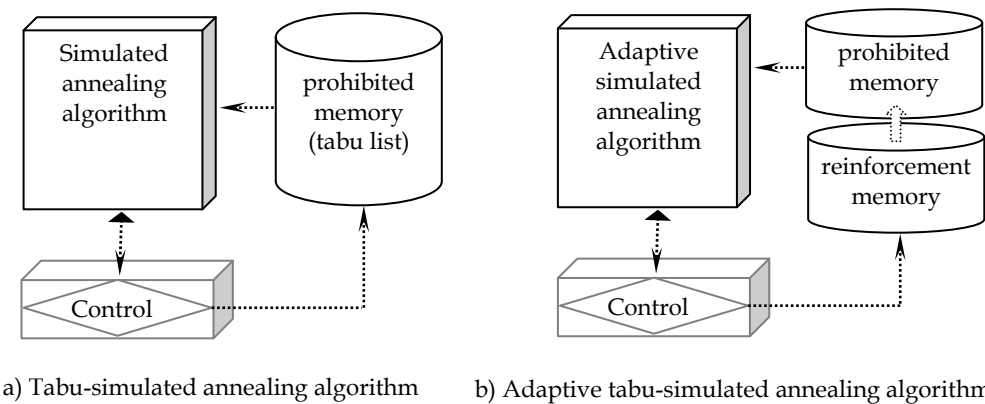 Simulated
annealing
algorithm
prohibited
memory
(tabu list)
Control
a) Tabu-simulated annealing algorithm
Adaptive
simulated
annealing
algorithm
prohibited
memory
reinforcement
memory
Control
b) Adaptive tabu-simulated annealing algorithm